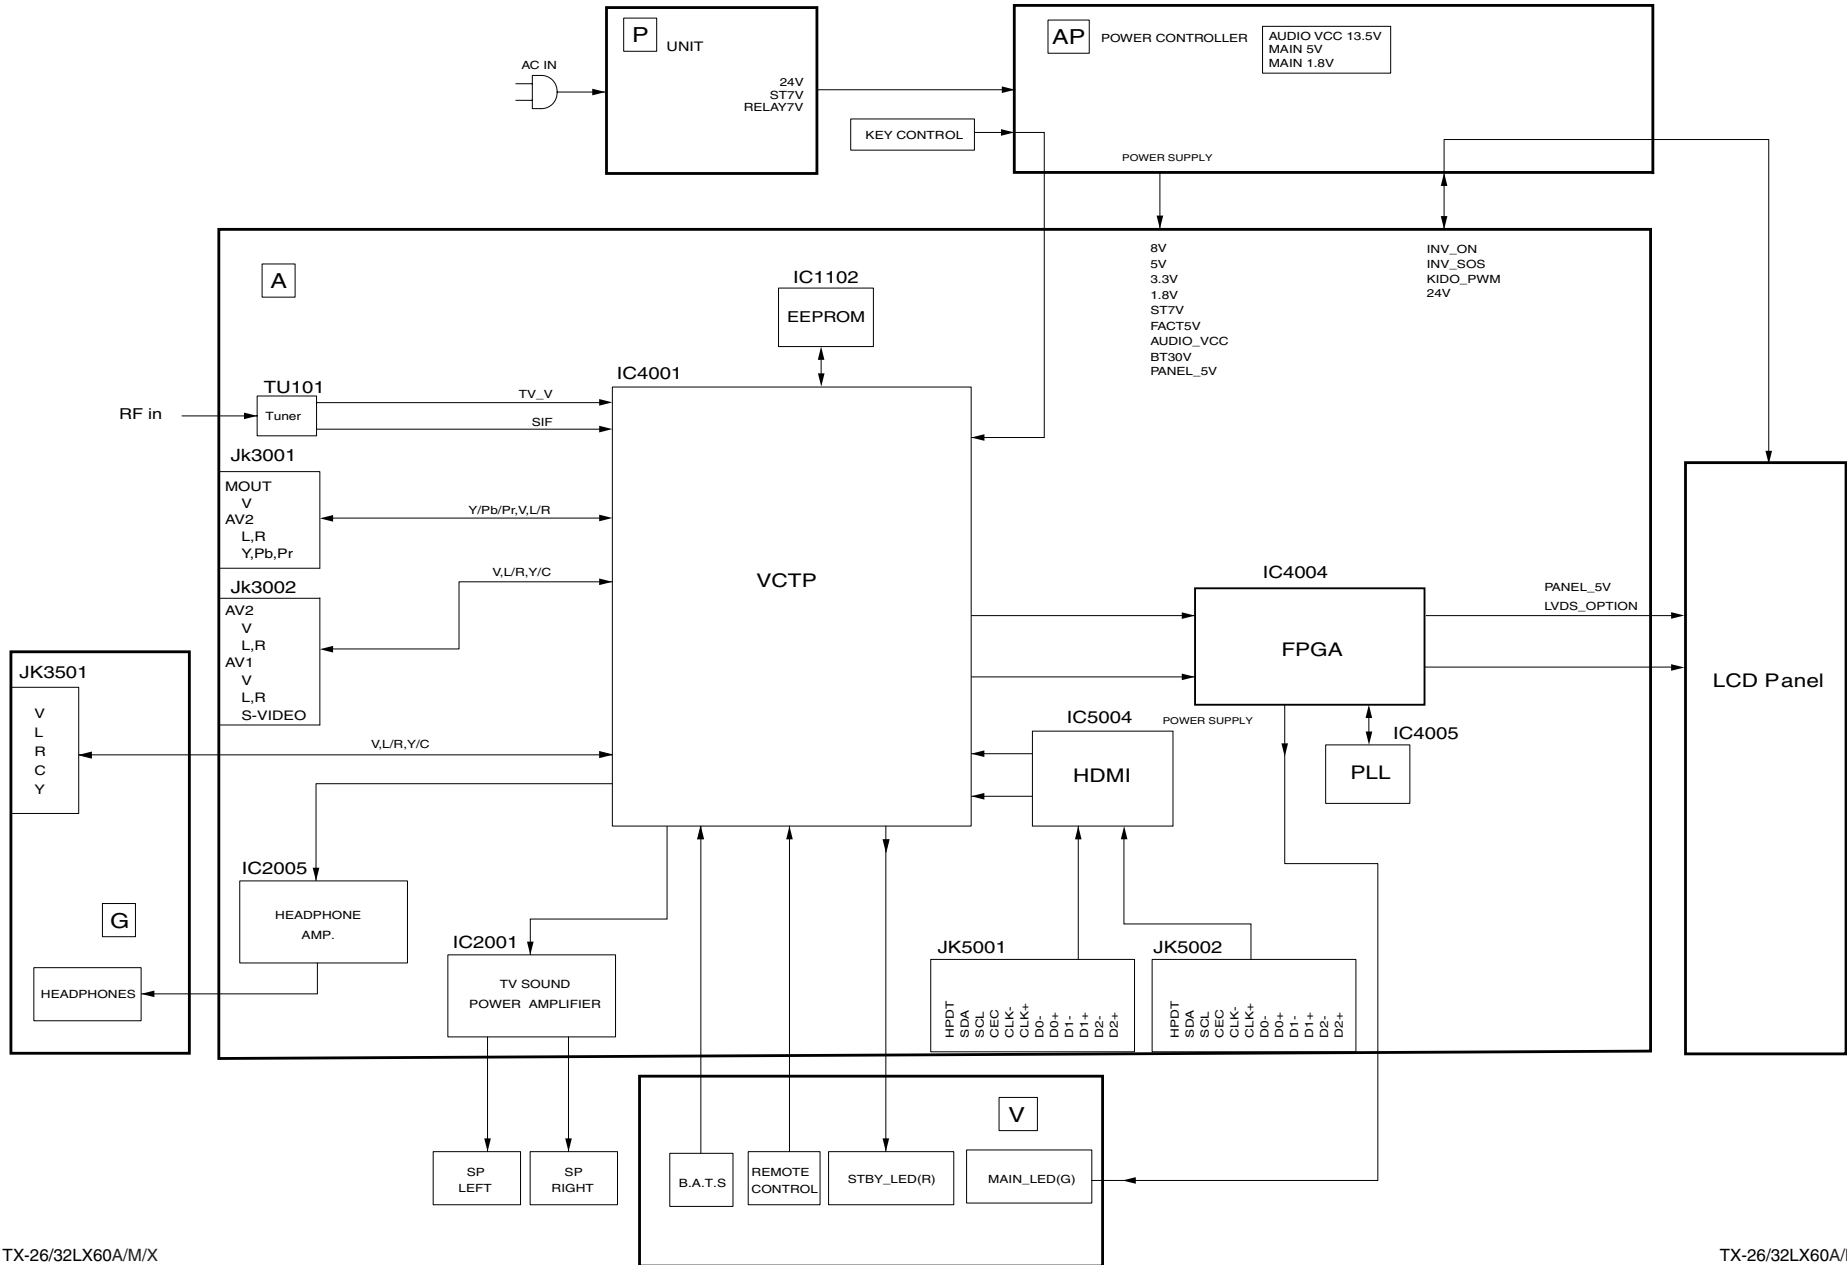 P
UNIT
AC IN
24V
ST7V
RELAY7V
AP
POWER CONTROLLER
AUDIO VCC 13.5V
MAIN 5V
MAIN 1.8V
KEY CONTROL
POWER SUPPLY
A
8V
5V
3.3V
1.8V
ST7V
FACT5V
AUDIO_VCC
BT30V
PANEL_5V
INV_ON
INV_SOS
KIDO_PWM
24V
IC1102
EEPROM
IC4001
VCTP
RF in
TU101
Tuner
TV_V
SIF
Jk3001
MOUT
V
AV2
L,R
Y,Pb,Pr
Y/Pb/Pr,V,L/R
Jk3002
AV2
V
L,R
AV1
V
L,R
S-VIDEO
V,L/R,Y/C
JK3501
V
L
R
C
Y
V,L/R,Y/C
G
HEADPHONES
IC2005
HEADPHONE
AMP.
IC2001
TV SOUND
POWER AMPLIFIER
SP
LEFT
SP
RIGHT
IC4004
FPGA
PANEL_5V
LVDS_OPTION
LCD Panel
POWER SUPPLY
IC4005
PLL
IC5004
HDMI
JK5001
HPDT
SDA
SCL
CEC
CLK-
CLK+
D0-
D0+
D1-
D1+
D2-
D2+
JK5002
HPDT
SDA
SCL
CEC
CLK-
CLK+
D0-
D0+
D1-
D1+
D2-
D2+
V
B.A.T.S
REMOTE
CONTROL
STBY_LED(R)
MAIN_LED(G)
TX-26/32LX60A/M/X
TX-26/32LX60A/